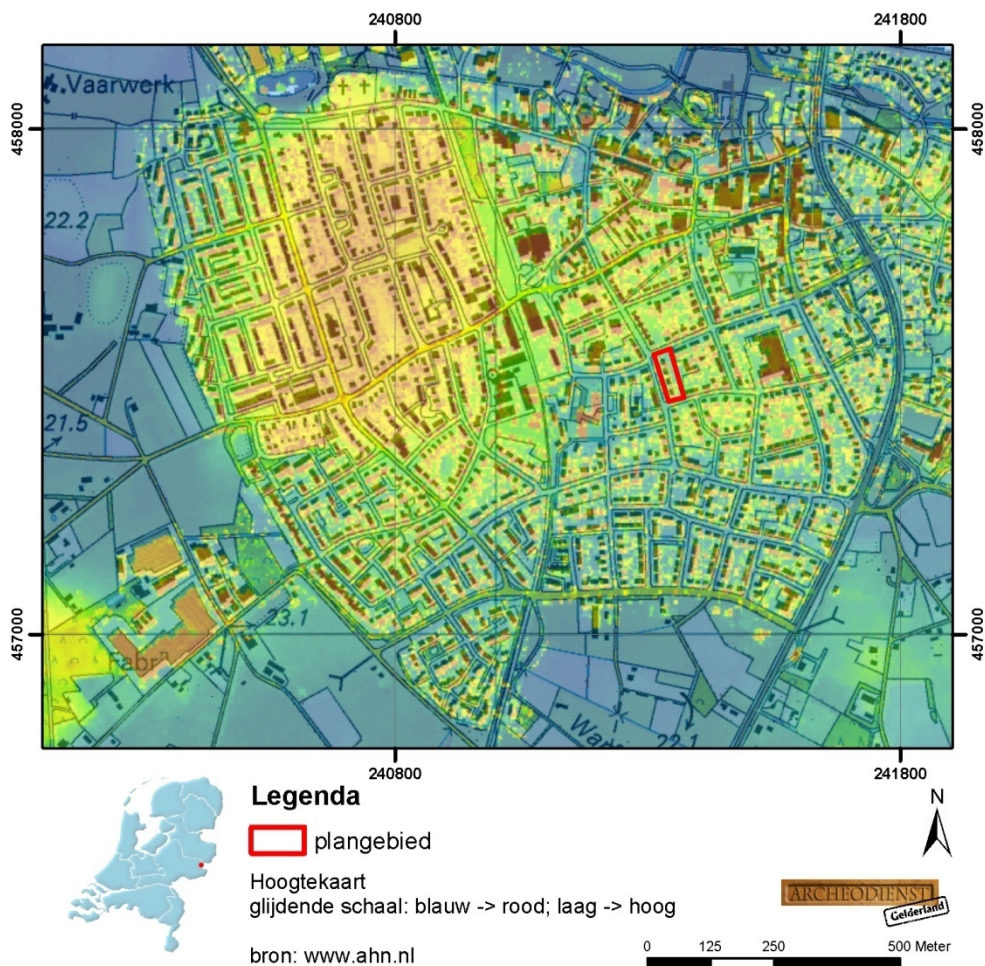 240800
241800
Vaarwerk
458000
458000
22.2
21.5
23.1
457000
457000
22.1
240800
241800
Legenda
N
plangebied
Hoogtekaart
glijdende schaal: blauw -> rood; laag -> hoog
ARCHEODIENST
Gelderland
bron: www.ahn.nl
0 125 250 500 Meter